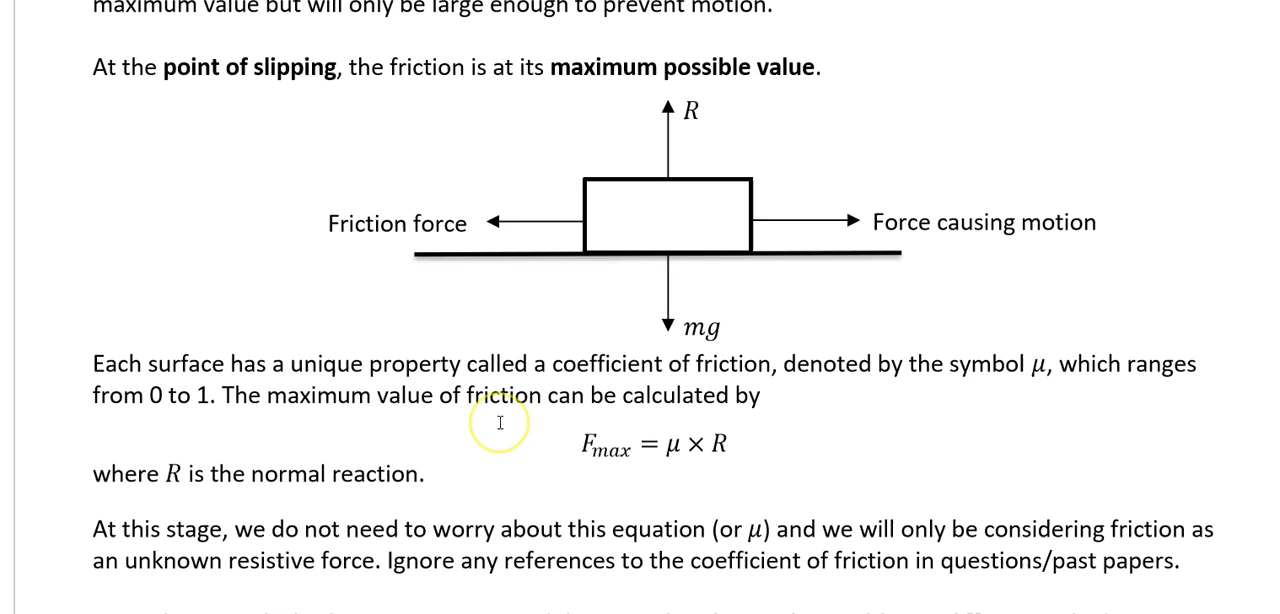 maximum value but will only be large enough to prevent motion.
At the point of slipping, the friction is at its maximum possible value.
R
Friction force
Force causing motion
mg
Each surface has a unique property called a coefficient of friction, denoted by the symbol μ, which ranges
from 0 to 1. The maximum value of friction can be calculated by
Fmax = μ × R
where R is the normal reaction.
At this stage, we do not need to worry about this equation (or μ) and we will only be considering friction as
an unknown resistive force. Ignore any references to the coefficient of friction in questions/past papers.